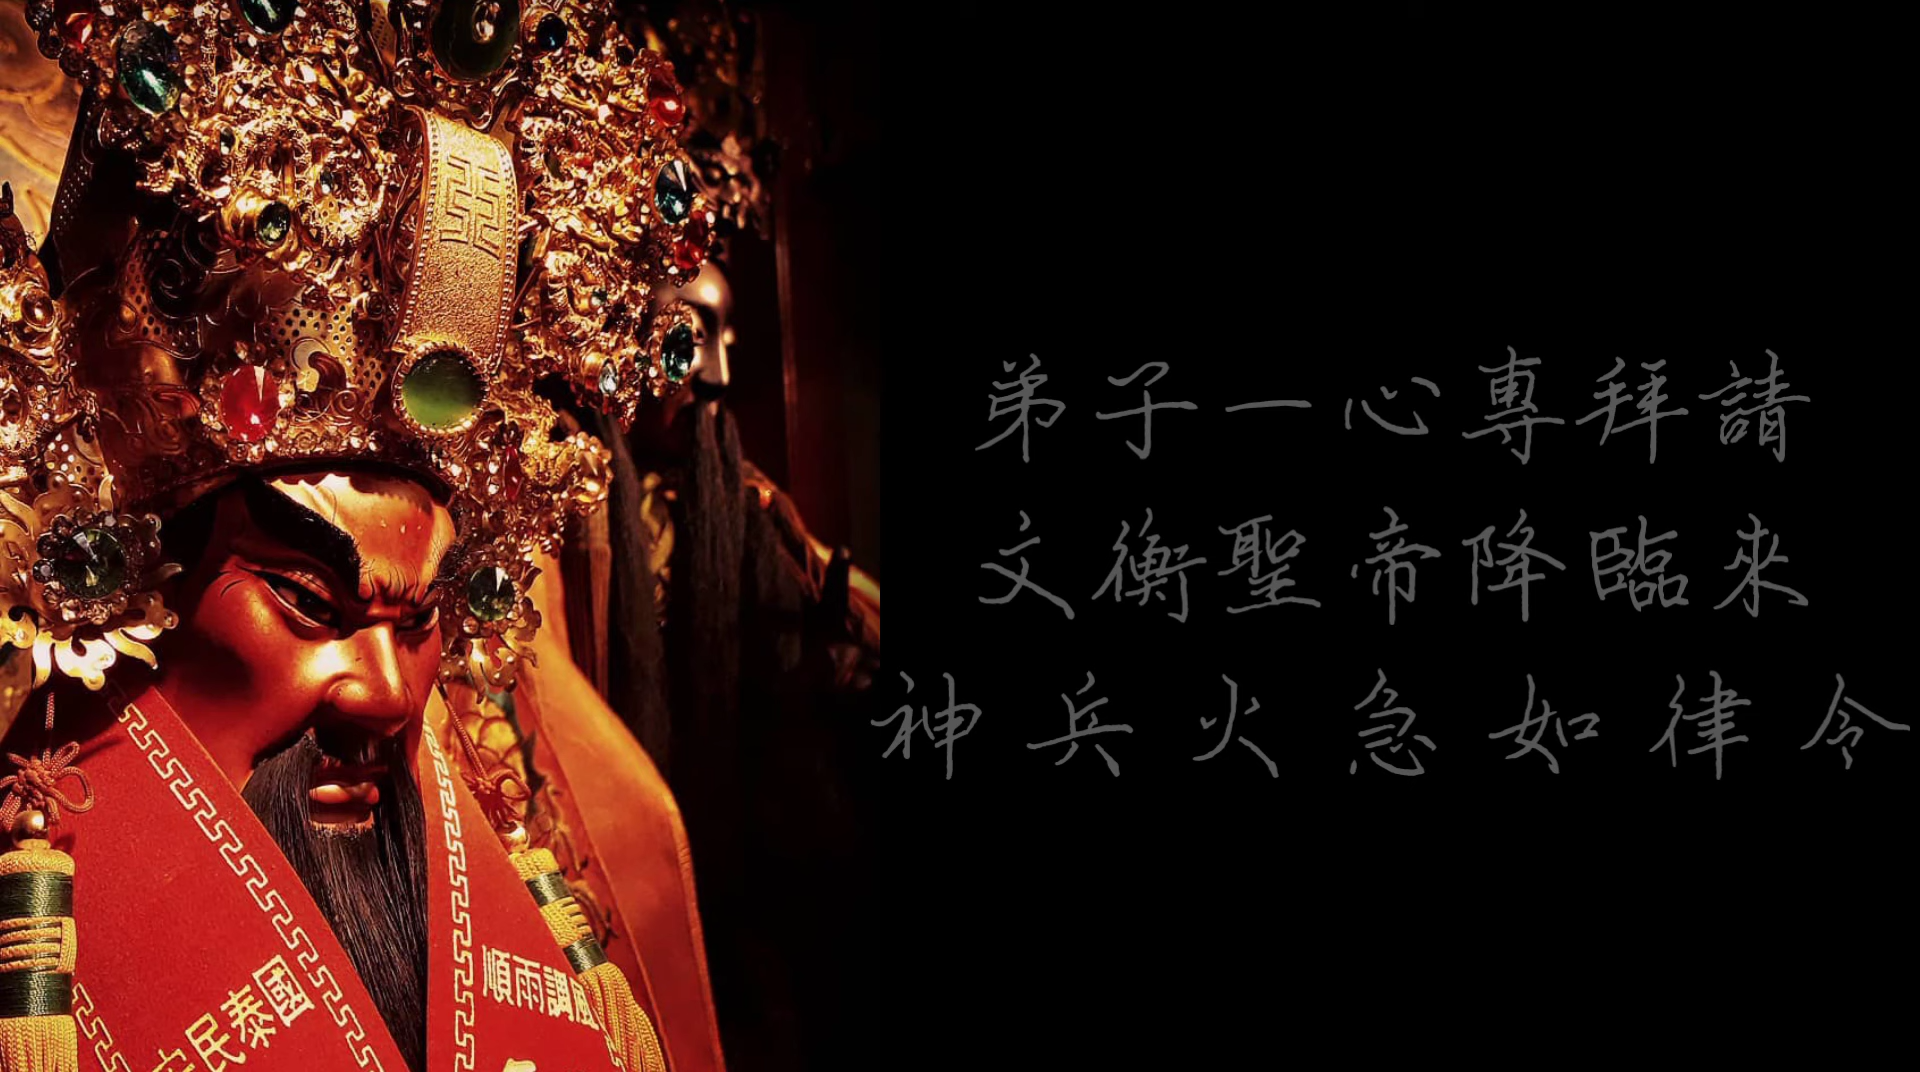 弟子一心專拜請
文衡聖帝降臨來
神兵火急如律令
國泰民
風調雨順